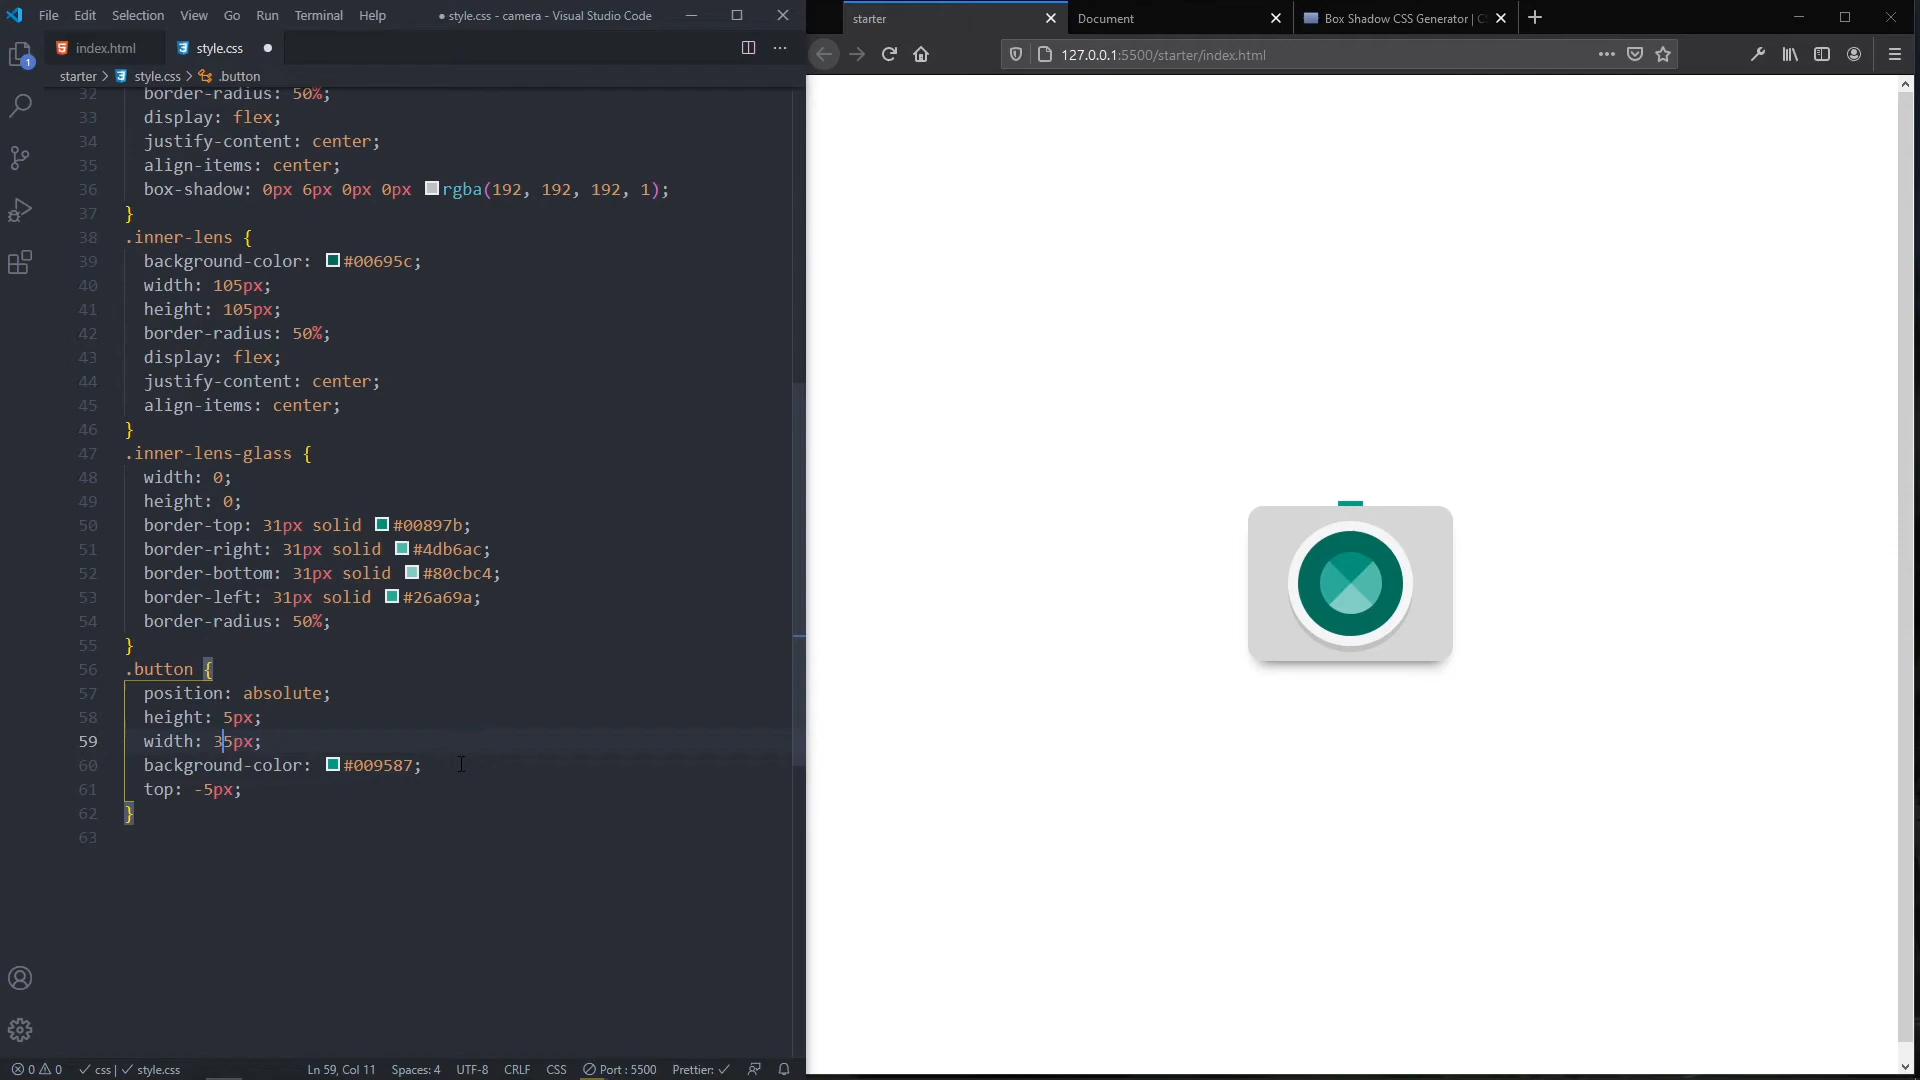 File Edit Selection View Go Run Terminal Help
● style.css - camera - Visual Studio Code
index.html style.css ●
starter > style.css > .button
32 border-radius: 50%;
33 display: flex;
34 justify-content: center;
35 align-items: center;
36 box-shadow: 0px 6px 0px 0px rgba(192, 192, 192, 1);
37 }
38 .inner-lens {
39 background-color: #00695c;
40 width: 105px;
41 height: 105px;
42 border-radius: 50%;
43 display: flex;
44 justify-content: center;
45 align-items: center;
46 }
47 .inner-lens-glass {
48 width: 0;
49 height: 0;
50 border-top: 31px solid #00897b;
51 border-right: 31px solid #4db6ac;
52 border-bottom: 31px solid #80cbc4;
53 border-left: 31px solid #26a69a;
54 border-radius: 50%;
55 }
56 .button {
57 position: absolute;
58 height: 5px;
59 width: 35px;
60 background-color: #009587;
61 top: -5px;
62 }
63
1
0 0 css | style.css Ln 59, Col 11 Spaces: 4 UTF-8 CRLF CSS Port : 5500 Prettier: ✓
starter Document Box Shadow CSS Generator |
127.0.0.1:5500/starter/index.html